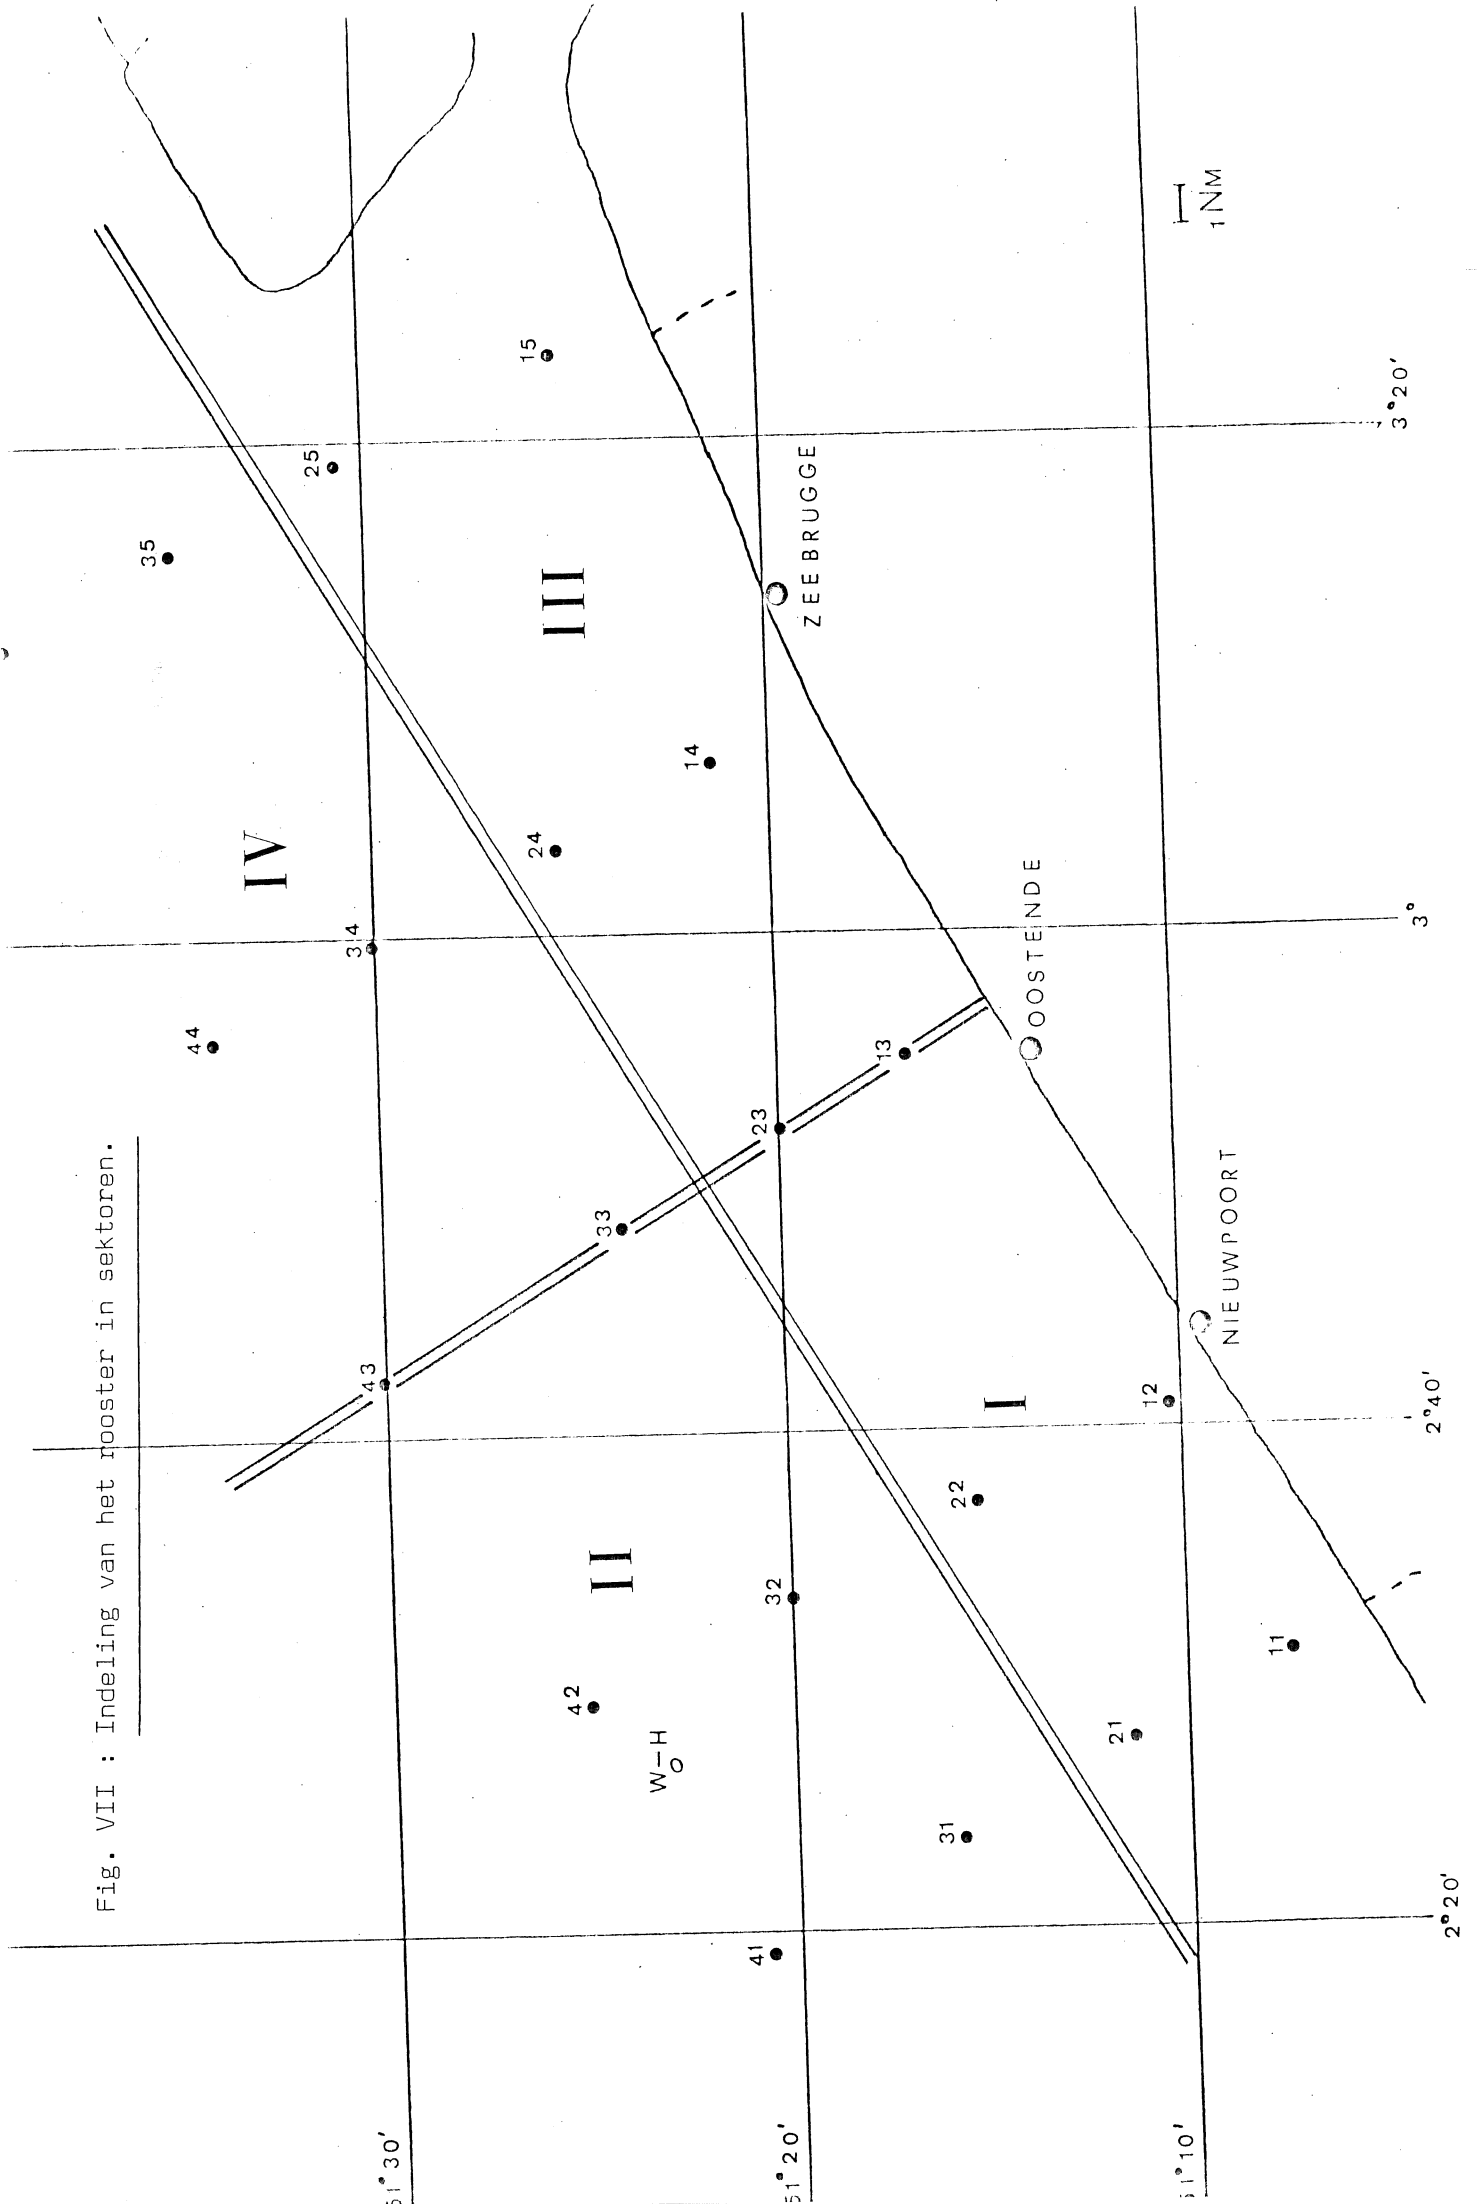 Fig. VII : Indeling van het rooster in sektoren.
35
25
15
44
34
IV
III
24
14
ZEEBRUGGE
43
33
23
13
OOSTENDE
II
42
32
22
I
12
NIEUWPOORT
W-H
41
31
21
11
1 NM
51°30'
51°20'
51°10'
2°20'
2°40'
3°
3°20'